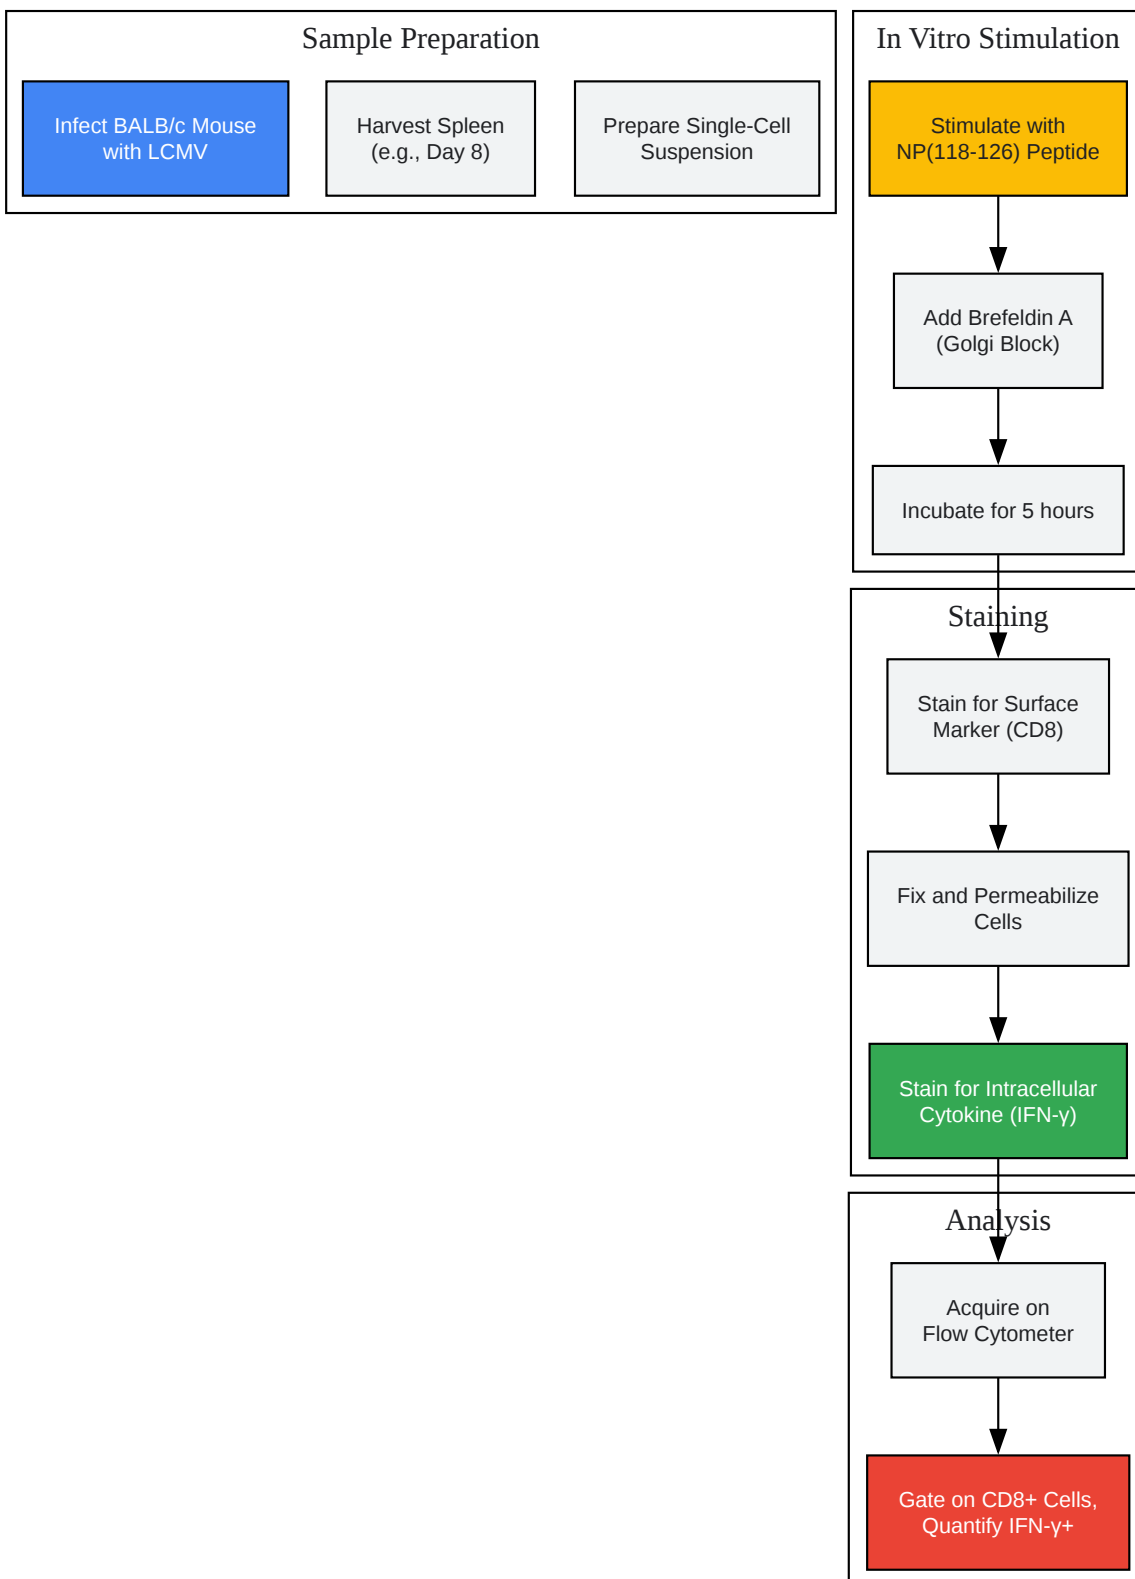 Sample Preparation
Infect BALB/c Mouse
with LCMV
Harvest Spleen
(e.g., Day 8)
Prepare Single-Cell
Suspension
In Vitro Stimulation
Stimulate with
NP(118-126) Peptide
Add Brefeldin A
(Golgi Block)
Incubate for 5 hours
Staining
Stain for Surface
Marker (CD8)
Fix and Permeabilize
Cells
Stain for Intracellular
Cytokine (IFN-γ)
Analysis
Acquire on
Flow Cytometer
Gate on CD8+ Cells,
Quantify IFN-γ+